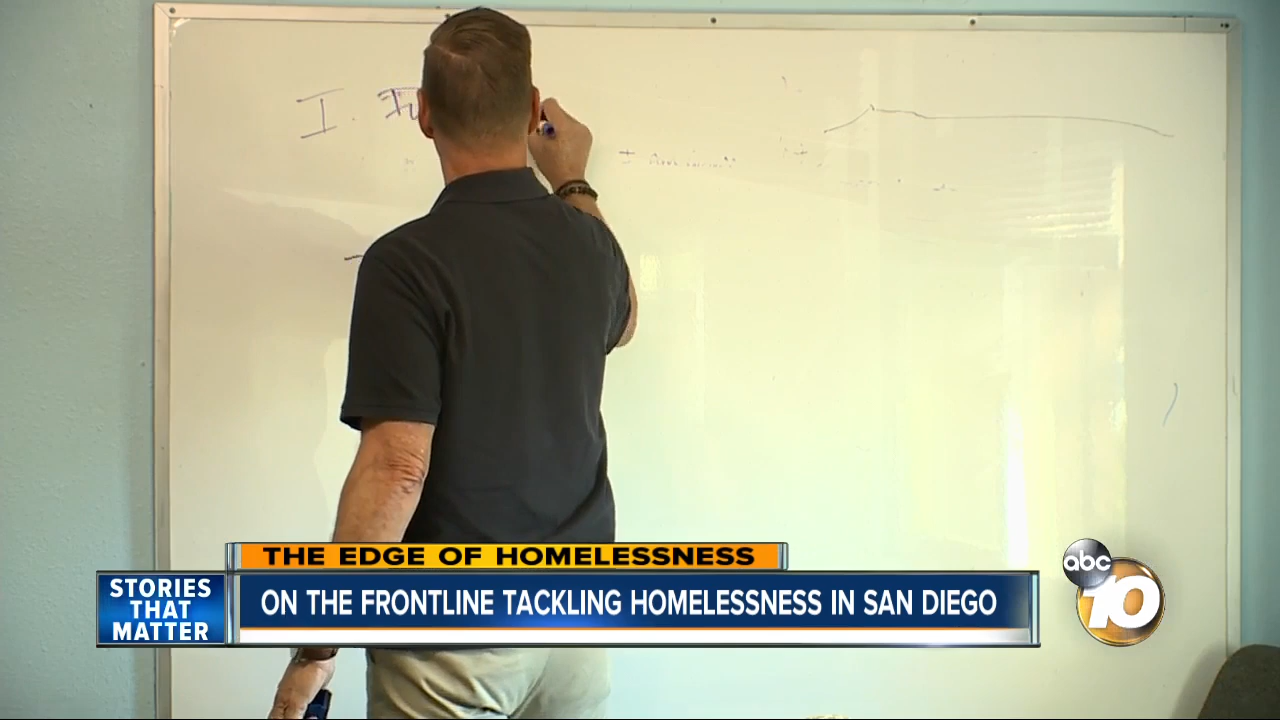 I.
THE EDGE OF HOMELESSNESS
STORIES
THAT
MATTER
ON THE FRONTLINE TACKLING HOMELESSNESS IN SAN DIEGO
abc
10